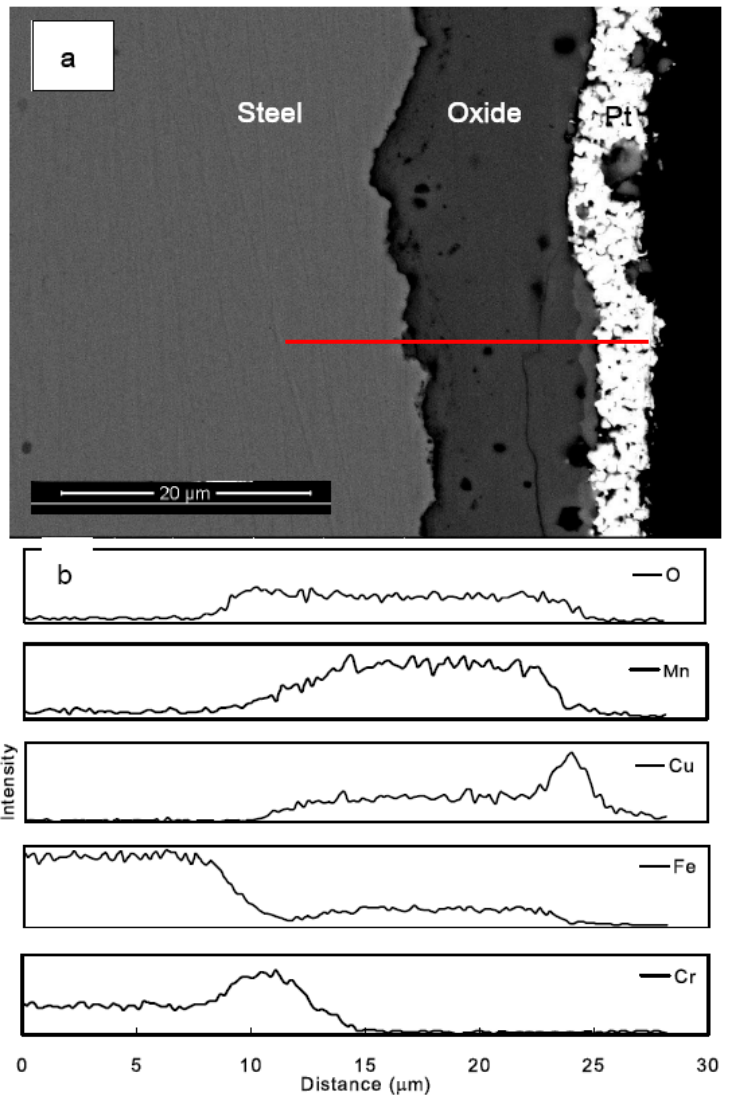 a
Steel Oxide Pt
20 µm
b
O
Mn
Cu
Fe
Cr
Intensity
0 5 10 15 20 25 30
Distance (µm)